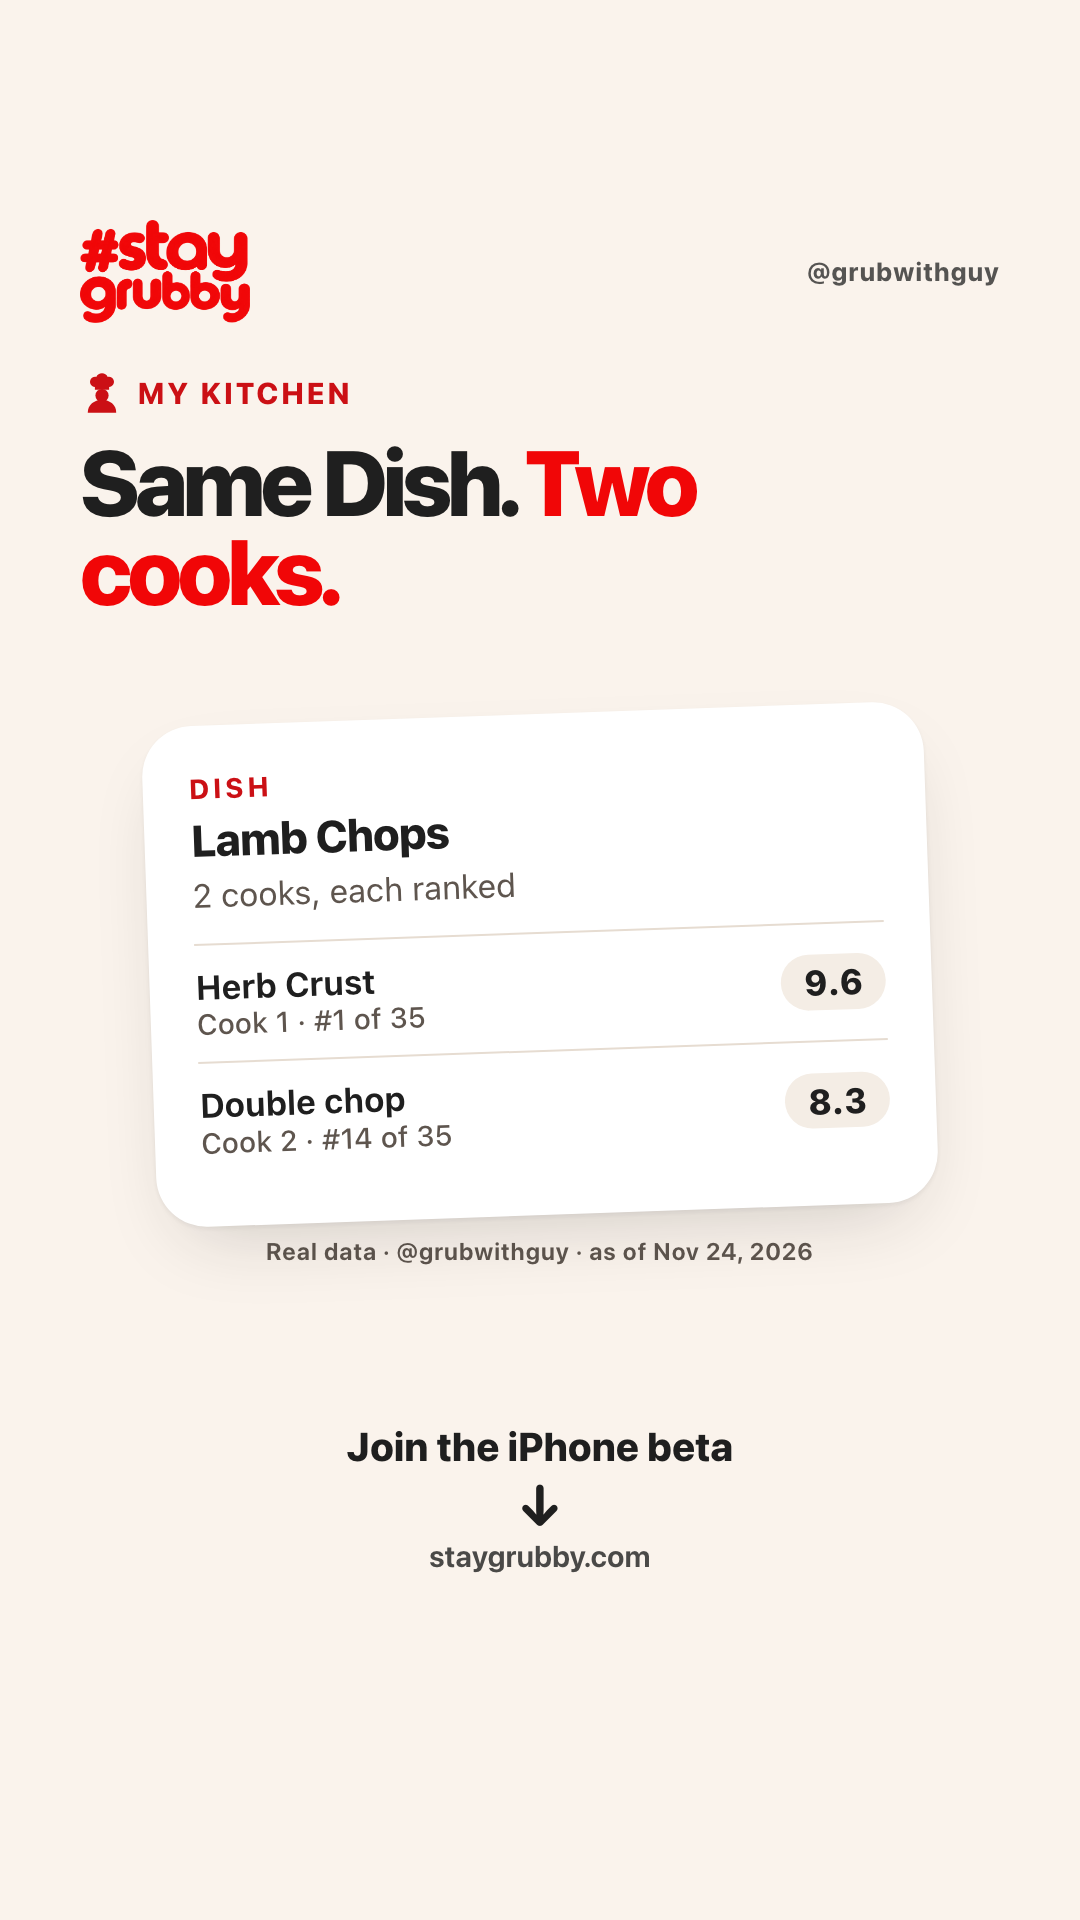 #stay
grubby
@grubwithguy
MY KITCHEN
Same Dish. Two
cooks.
DISH
Lamb Chops
2 cooks, each ranked
Herb Crust
9.6
Cook 1 · #1 of 35
Double chop
8.3
Cook 2 · #14 of 35
Real data · @grubwithguy · as of Nov 24, 2026
Join the iPhone beta
staygrubby.com